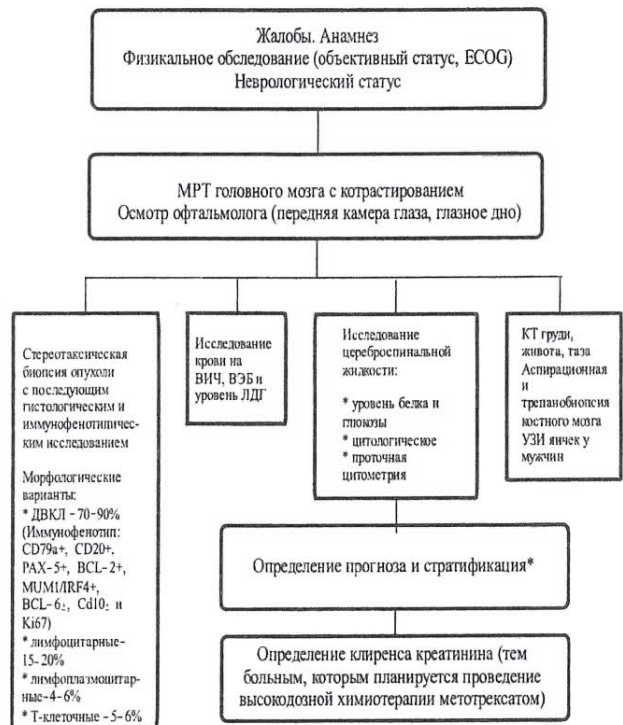 Жалобы. Анамнез
Физикальное обследование (объективный статус, ECOG)
Неврологический статус
МРТ головного мозга с котрастированием
Осмотр офтальмолога (передняя камера глаза, глазное дно)
Стереотаксическая
биопсия опухоли
с последующим
гистологическим и
иммунофенотипичес-
ким исследованием
Морфологические
варианты:
* ДВКЛ - 70-90%
(Иммунофенотип:
CD79a+, CD20+,
PAX-5+, BCL-2+,
MUM1/IRF4+,
BCL-6±, Cd10± и
Ki67)
* лимфоцитарные-
15-20%
* лимфоплазмоцитар-
ные-4-6%
* Т-клеточные -5-6%
Исследование
крови на
ВИЧ, ВЭБ и
уровень ЛДГ
Исследование
цереброспинальной
жидкости:
* уровень белка и
глюкозы
* цитологическое
* проточная
цитометрия
КТ груди,
живота, таза
Аспирационная
и
трепанобиопсия
костного мозга
УЗИ яичек у
мужчин
Определение прогноза и стратификация*
Определение клиренса креатинина (тем
больным, которым планируется проведение
высокодозной химиотерапии метотрексатом)